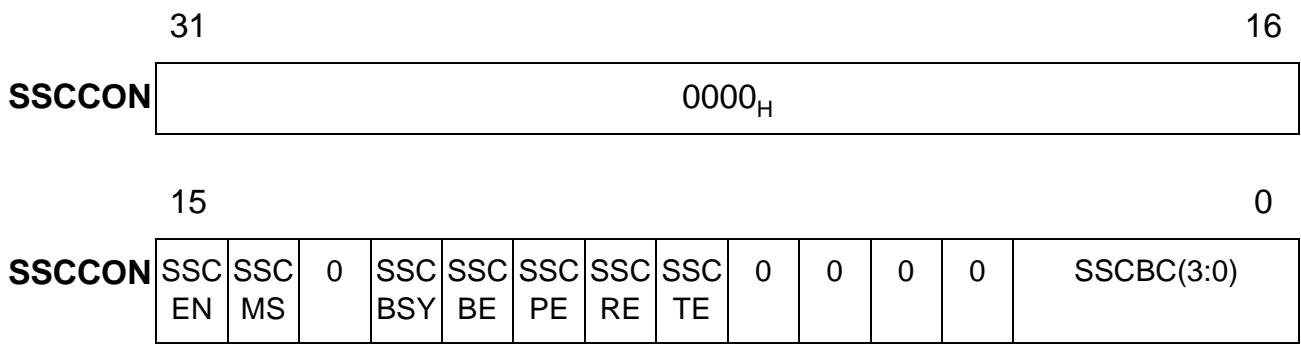 31 16
SSCCON 0000H
15 0
SSCCON SSC EN SSC MS 0 SSC BSY SSC BE SSC PE SSC RE SSC TE 0 0 0 0 SSCBC(3:0)